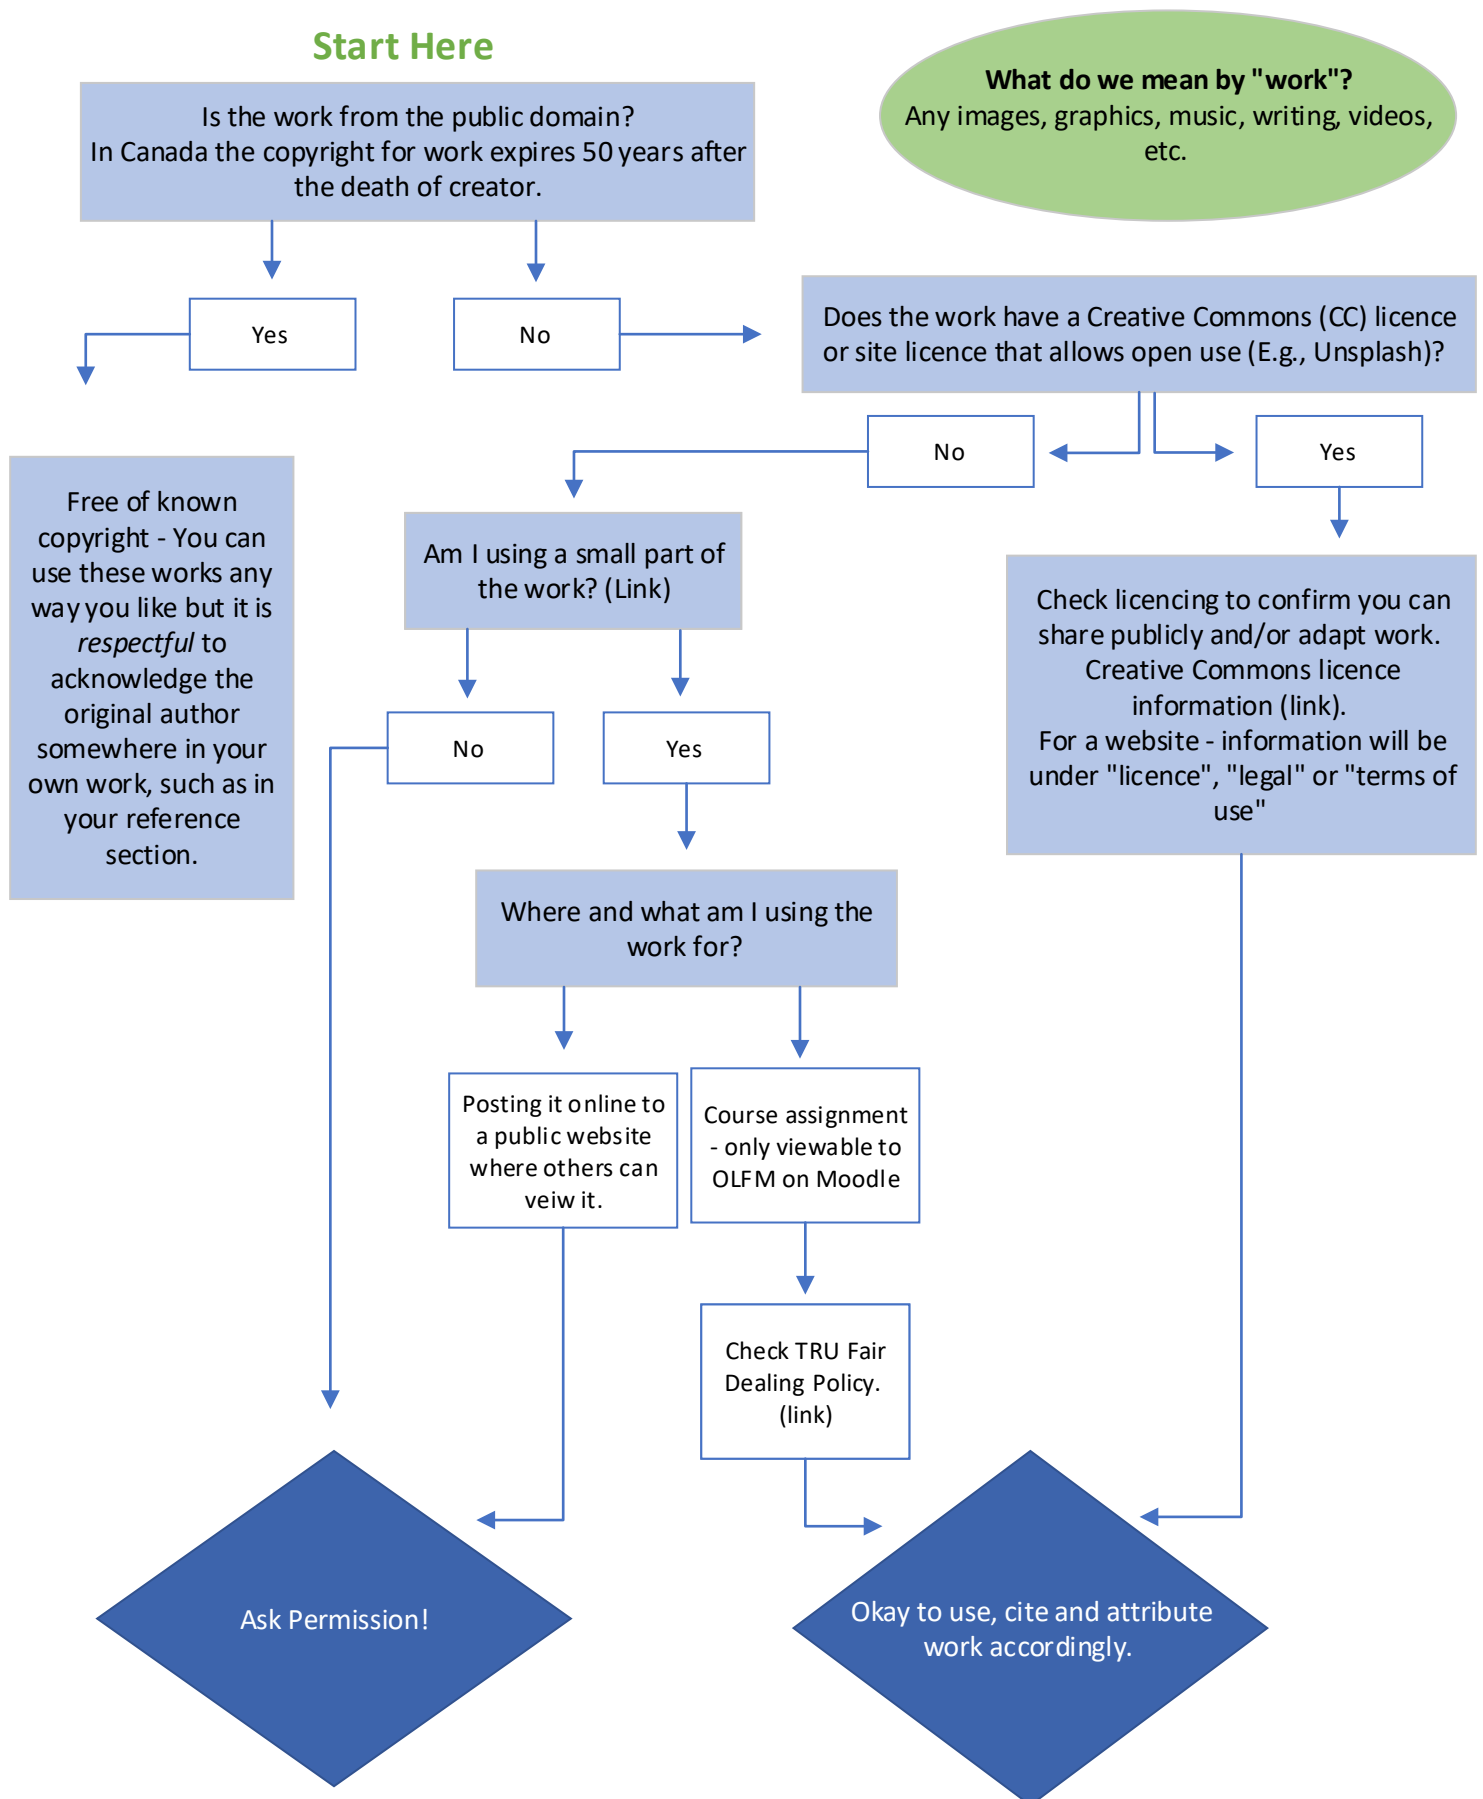 Start Here
What do we mean by "work"?
Any images, graphics, music, writing, videos,
etc.
Is the work from the public domain?
In Canada the copyright for work expires 50 years after
the death of creator.
Yes
No
Does the work have a Creative Commons (CC) licence
or site licence that allows open use (E.g., Unsplash)?
No
Yes
Free of known
copyright - You can
use these works any
way you like but it is
respectful to
acknowledge the
original author
somewhere in your
own work, such as in
your reference
section.
Am I using a small part of
the work? (Link)
Check licencing to confirm you can
share publicly and/or adapt work.
Creative Commons licence
information (link).
For a website - information will be
under "licence", "legal" or "terms of
use"
No
Yes
Where and what am I using the
work for?
Posting it online to
a public website
where others can
veiw it.
Course assignment
- only viewable to
OLFM on Moodle
Check TRU Fair
Dealing Policy.
(link)
Ask Permission!
Okay to use, cite and attribute
work accordingly.